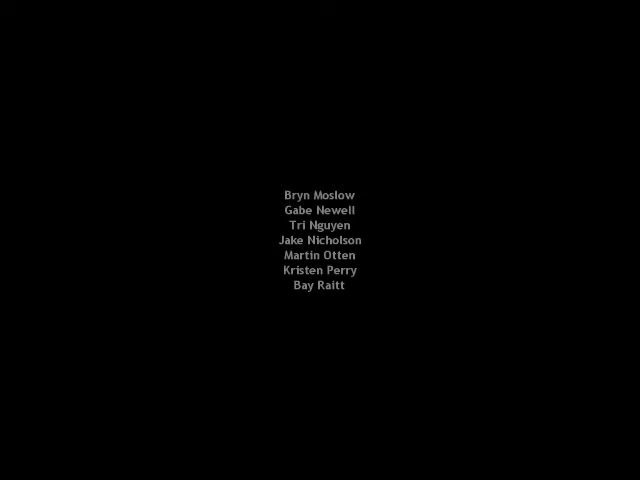 Bryn Moslow
Gabe Newell
Tri Nguyen
Jake Nicholson
Martin Otten
Kristen Perry
Bay Raitt